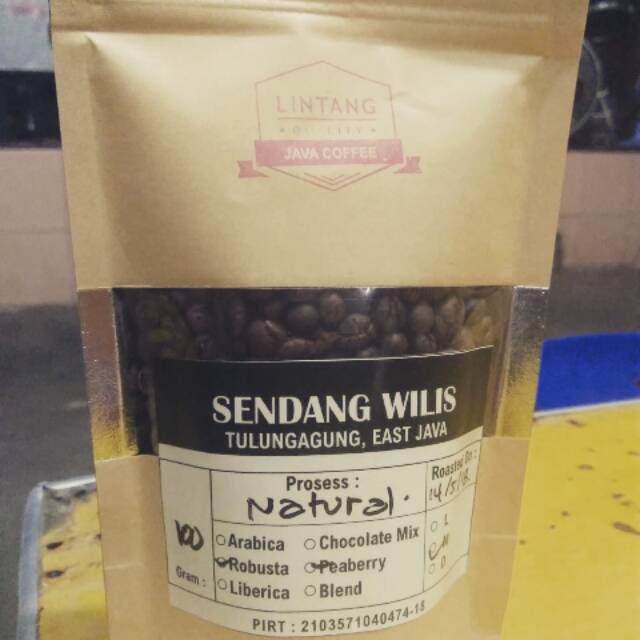 LINTANG
QUALITY
JAVA COFFEE
SENDANG WILIS
TULUNGAGUNG, EAST JAVA
Prosess :
Natural.
Roasted On :
14/5/18
100
Gram :
Arabica
Chocolate Mix
Robusta
Peaberry
Liberica
Blend
L
M
D
PIRT : 2103571040474-18